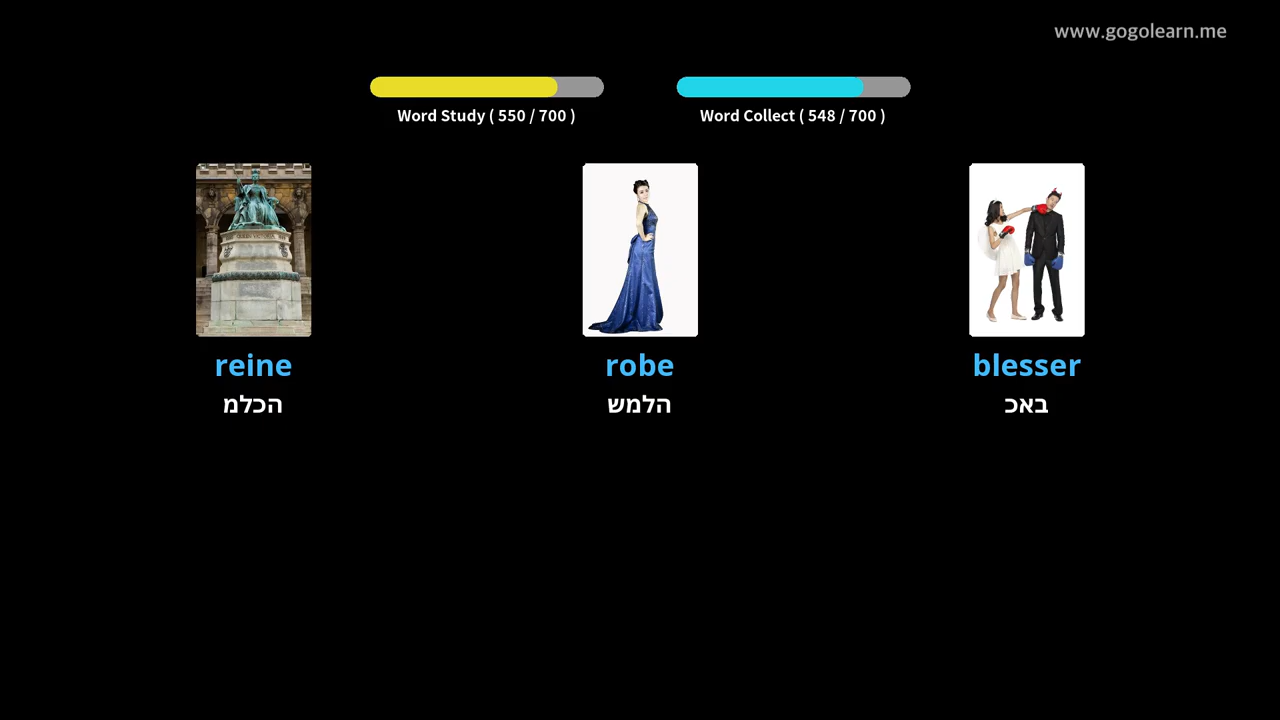 www.gogolearn.me
Word Study ( 550 / 700 )
Word Collect ( 548 / 700 )
reine
robe
blesser
הכלמ
הלמש
באכ